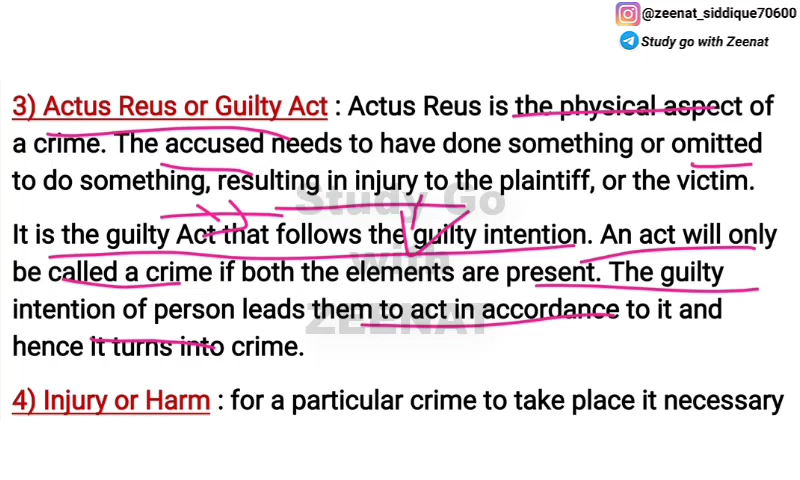 @zeenat_siddique70600
Study go with Zeenat
3) Actus Reus or Guilty Act : Actus Reus is the physical aspect of
a crime. The accused needs to have done something or omitted
to do something, resulting in injury to the plaintiff, or the victim.
Study Go
It is the guilty Act that follows the guilty intention. An act will only
with
be called a crime if both the elements are present. The guilty
intention of person leads them to act in accordance to it and
ZEENAT
hence it turns into crime.
4) Injury or Harm : for a particular crime to take place it necessary